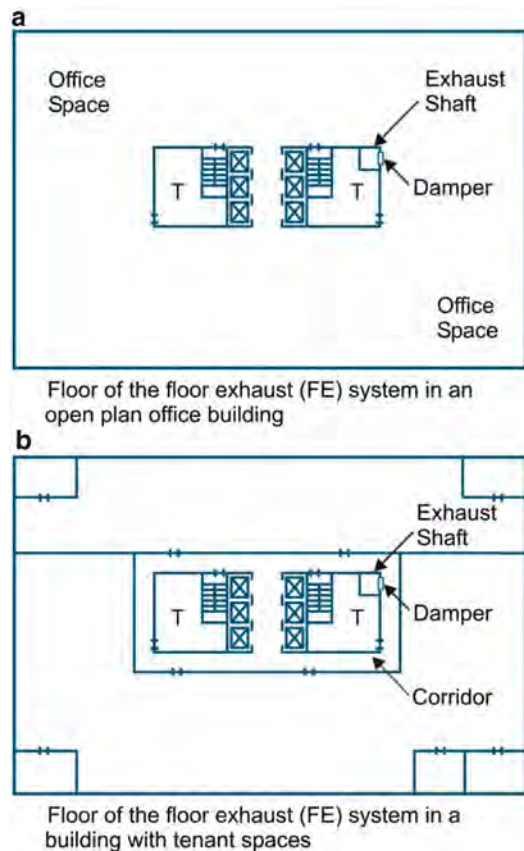 a
Office
Space
Exhaust
Shaft
Damper
T
T
Office
Space
Floor of the floor exhaust (FE) system in an
open plan office building
b
Exhaust
Shaft
Damper
T
T
Corridor
Floor of the floor exhaust (FE) system in a
building with tenant spaces